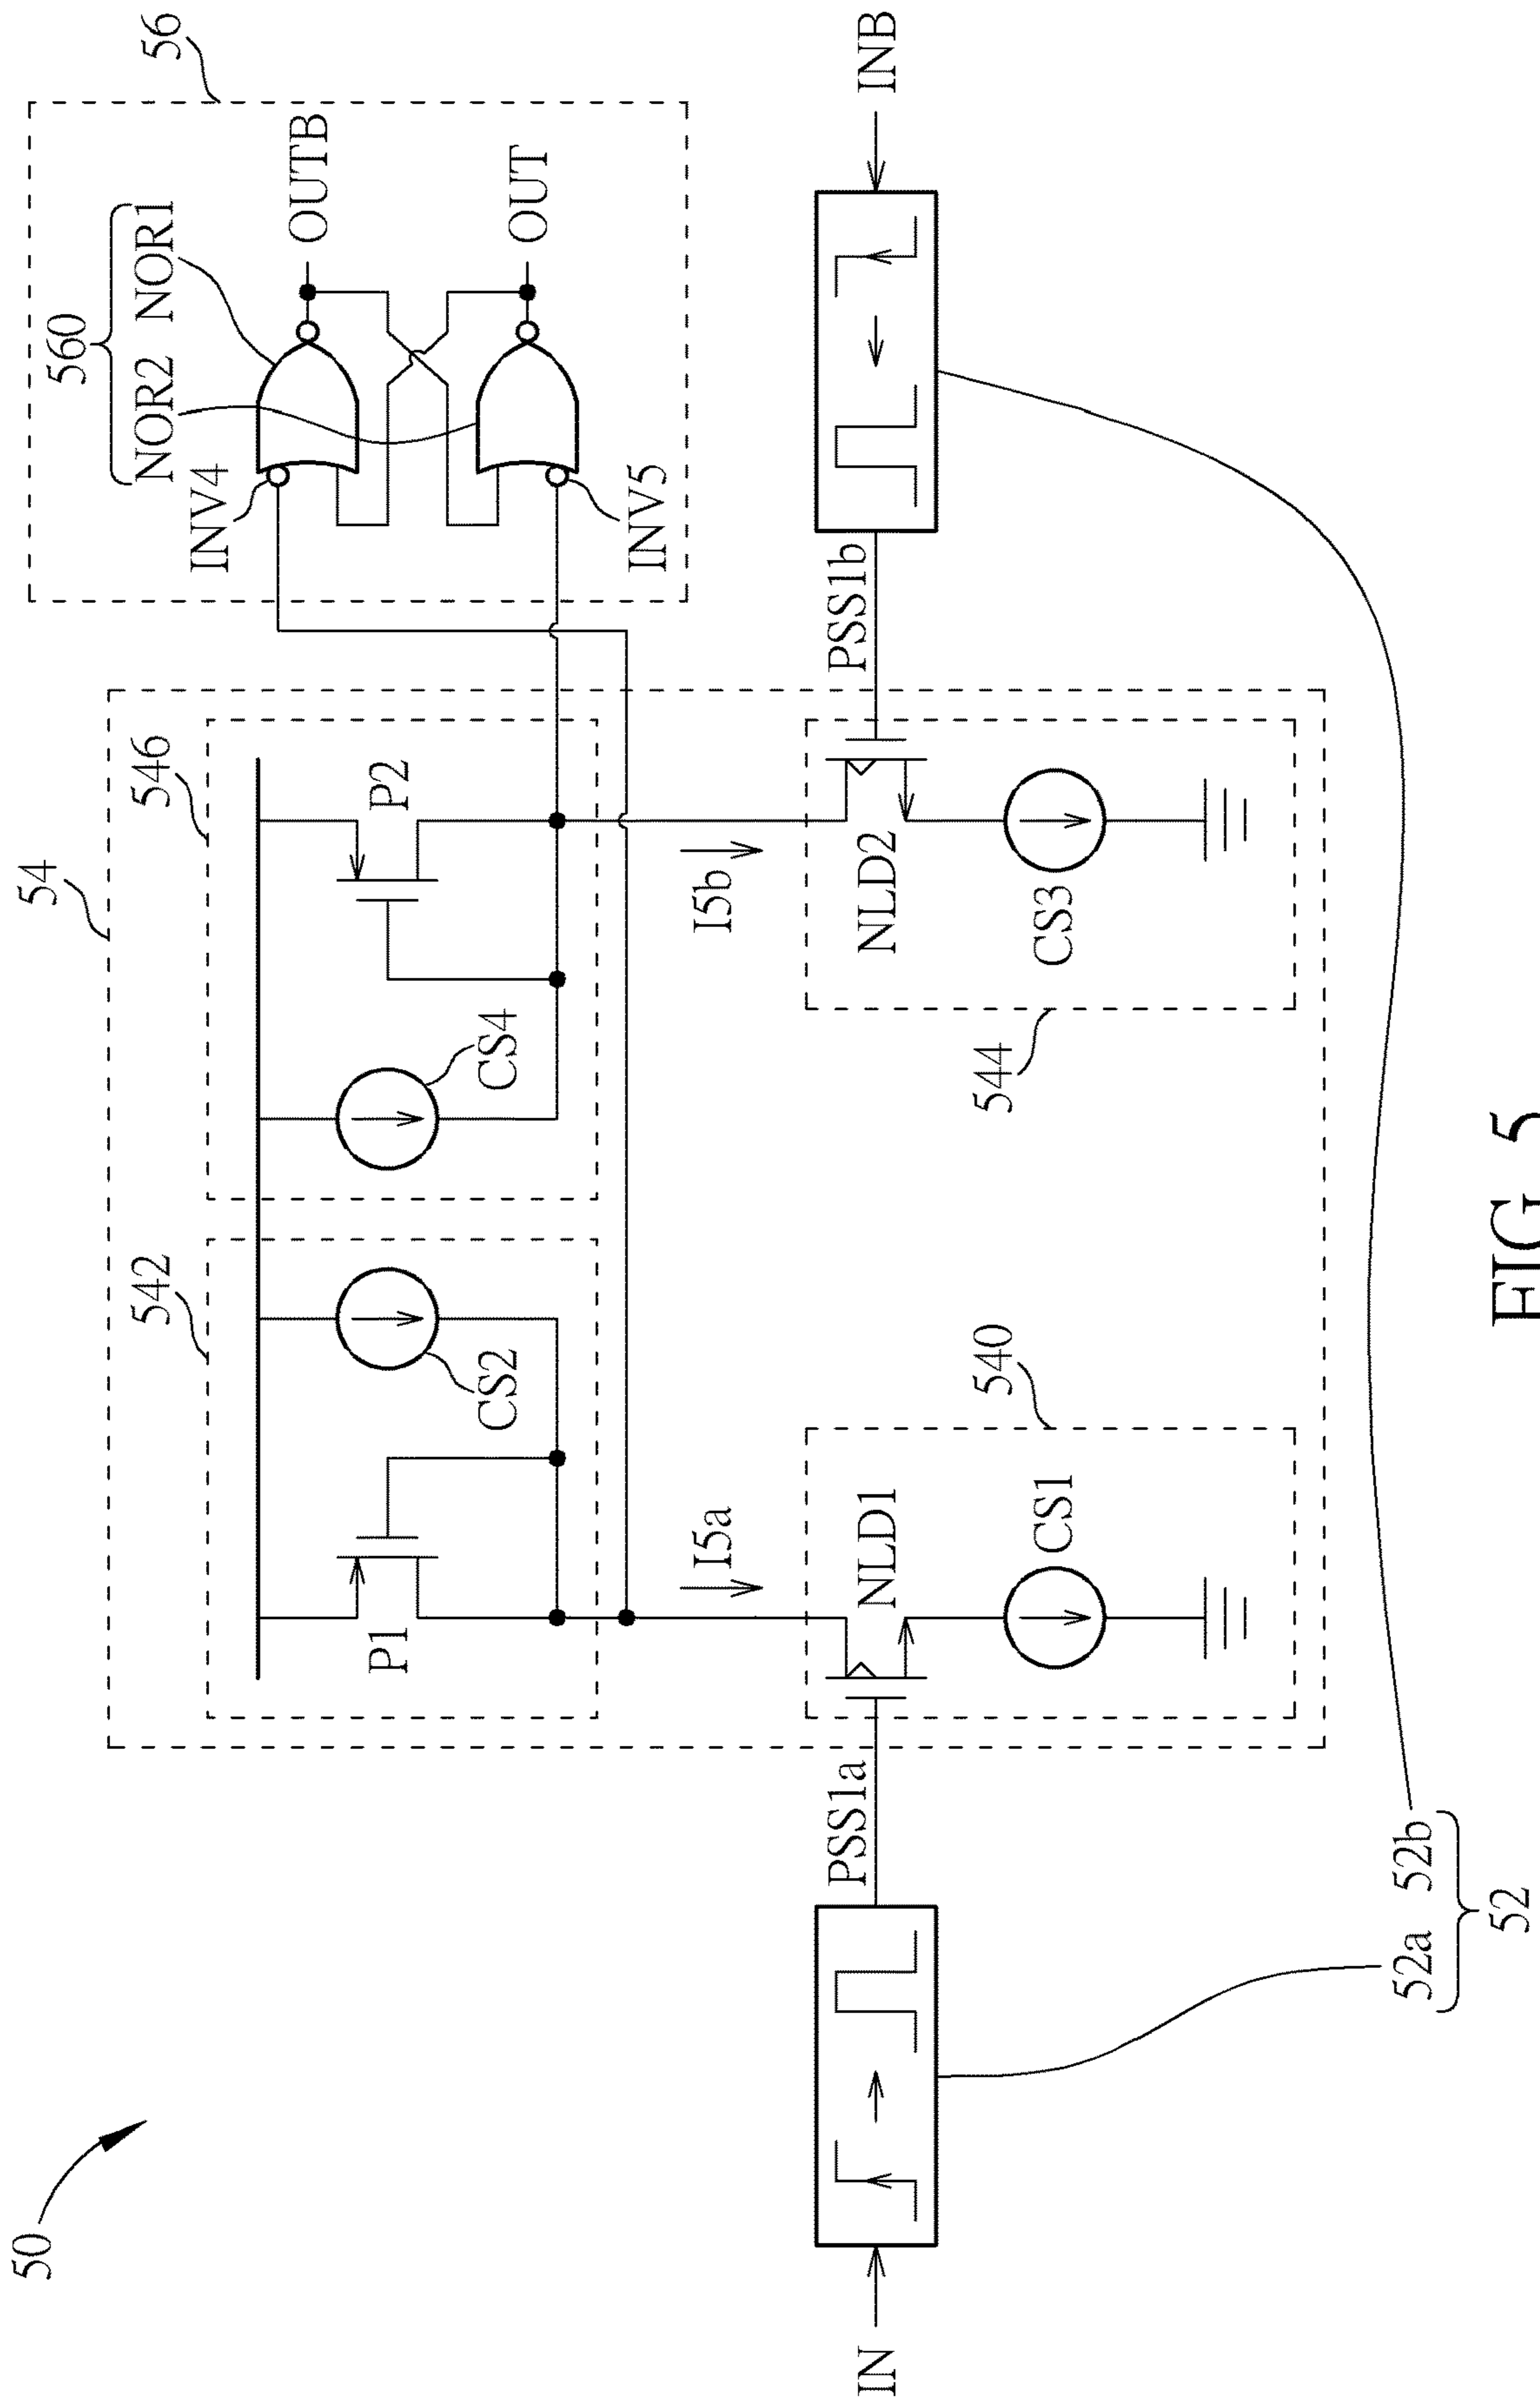 50
54
56
542
546
560
NOR2 NOR1
INV4
OUTB
P1
CS2
CS4
P2
INV5
OUT
I5a
I5b
IN
PSS1a
NLD1
NLD2
PSS1b
INB
540
CS1
544
CS3
52a 52b
52
FIG. 5